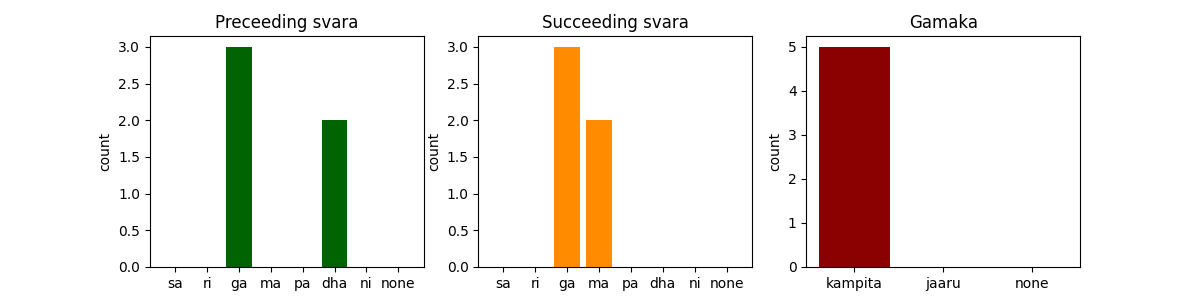 Preceeding svara
count
3.0
2.5
2.0
1.5
1.0
0.5
0.0
sa ri ga ma pa dha ni none
Succeeding svara
count
3.0
2.5
2.0
1.5
1.0
0.5
0.0
sa ri ga ma pa dha ni none
Gamaka
count
5
4
3
2
1
0
kampita jaaru none